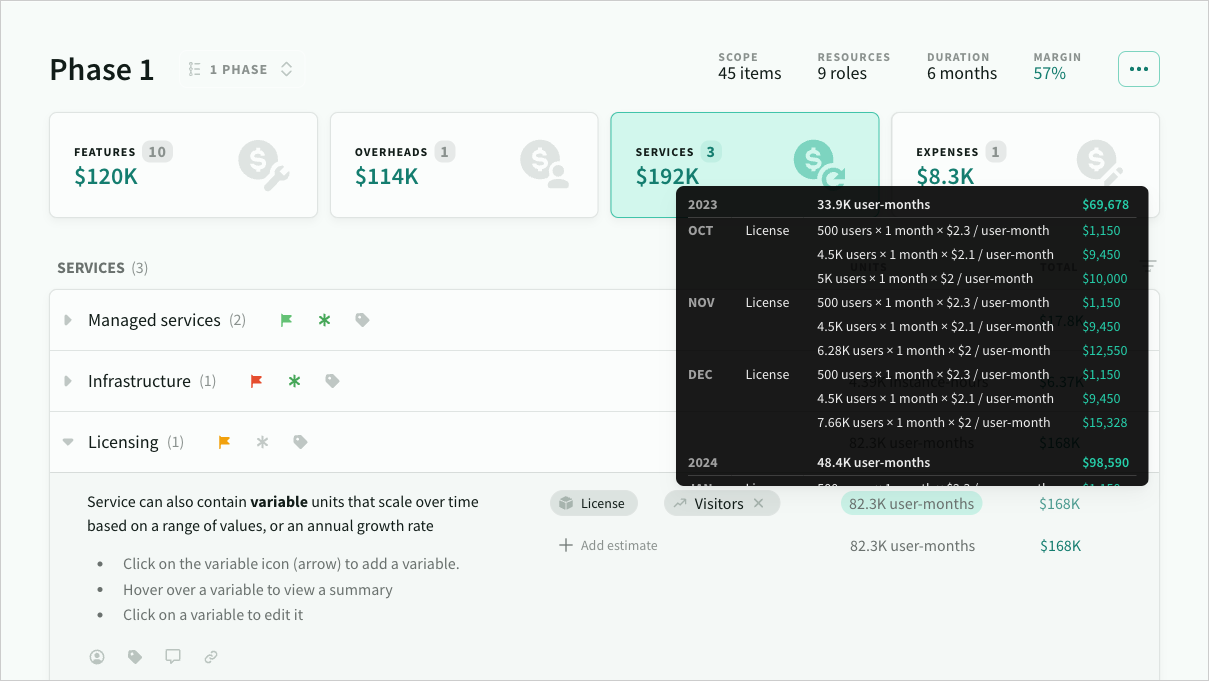 Phase 1
1 PHASE
SCOPE
45 items
RESOURCES
9 roles
DURATION
6 months
MARGIN
57%
FEATURES 10
$120K
OVERHEADS 1
$114K
SERVICES 3
$192K
EXPENSES 1
$8.3K
2023 33.9K user-months $69,678
OCT License 500 users × 1 month × $2.3 / user-month $1,150
4.5K users × 1 month × $2.1 / user-month $9,450
5K users × 1 month × $2 / user-month $10,000
NOV License 500 users × 1 month × $2.3 / user-month $1,150
4.5K users × 1 month × $2.1 / user-month $9,450
6.28K users × 1 month × $2 / user-month $12,550
DEC License 500 users × 1 month × $2.3 / user-month $1,150
4.5K users × 1 month × $2.1 / user-month $9,450
7.66K users × 1 month × $2 / user-month $15,328
2024 48.4K user-months $98,590
SERVICES (3)
UNITS TOTAL
Managed services (2)
$17.8K
Infrastructure (1)
4.39K instance-hours $6.37K
Licensing (1)
82.3K user-months $168K
Service can also contain variable units that scale over time
based on a range of values, or an annual growth rate
• Click on the variable icon (arrow) to add a variable.
• Hover over a variable to view a summary
• Click on a variable to edit it
License Visitors 82.3K user-months $168K
Add estimate 82.3K user-months $168K